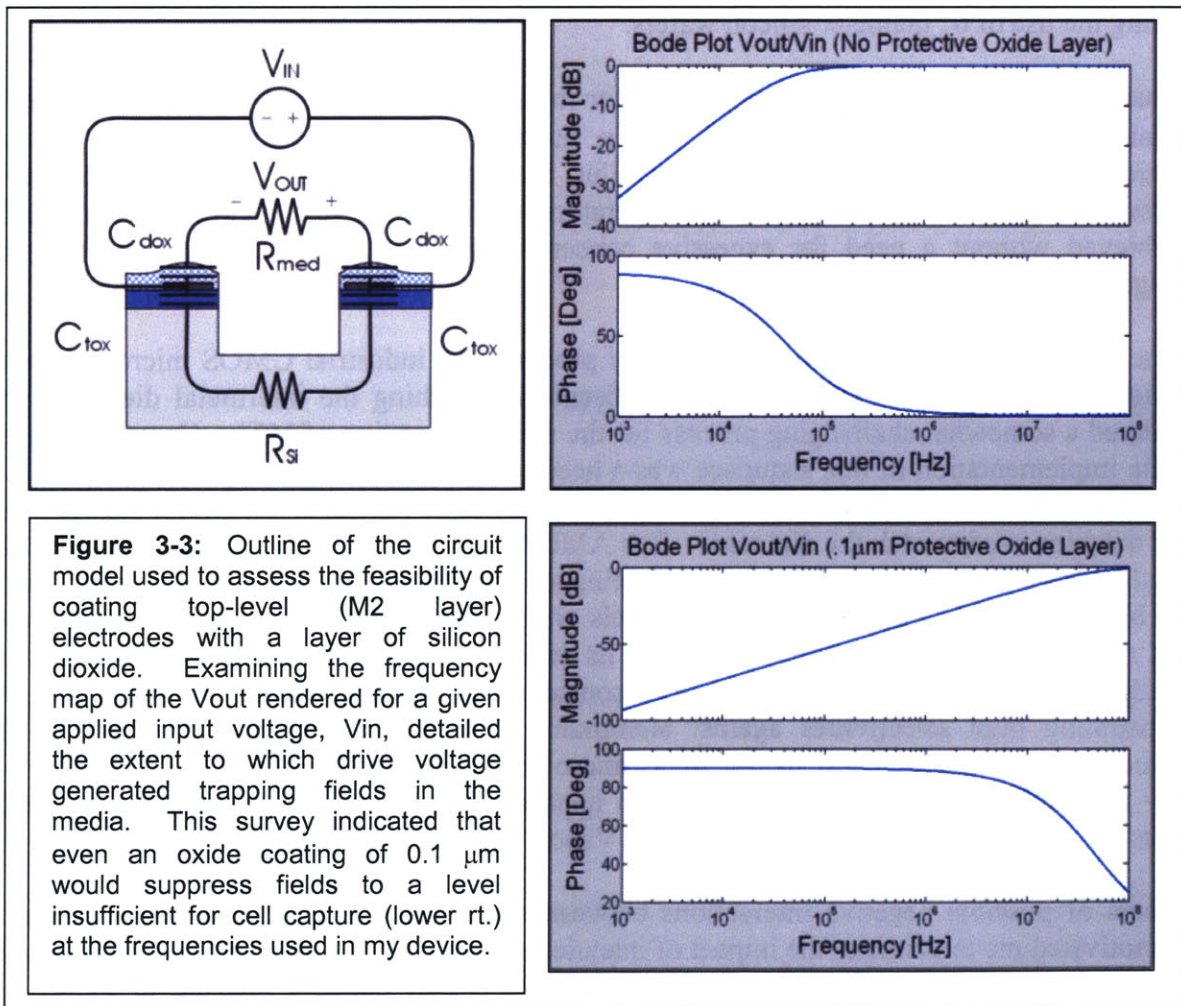 V_IN
- +
V_OUT
- +
C_dox
C_dox
R_med
C_tox
C_tox
R_Si
Bode Plot Vout/Vin (No Protective Oxide Layer)
Magnitude [dB]
0
-10
-20
-30
-40
Phase [Deg]
100
50
0
10^3 10^4 10^5 10^6 10^7 10^8
Frequency [Hz]
Figure 3-3: Outline of the circuit
model used to assess the feasibility of
coating top-level (M2 layer)
electrodes with a layer of silicon
dioxide. Examining the frequency
map of the Vout rendered for a given
applied input voltage, Vin, detailed
the extent to which drive voltage
generated trapping fields in the
media. This survey indicated that
even an oxide coating of 0.1 μm
would suppress fields to a level
insufficient for cell capture (lower rt.)
at the frequencies used in my device.
Bode Plot Vout/Vin (.1μm Protective Oxide Layer)
Magnitude [dB]
0
-50
-100
Phase [Deg]
100
80
60
40
20
10^3 10^4 10^5 10^6 10^7 10^8
Frequency [Hz]